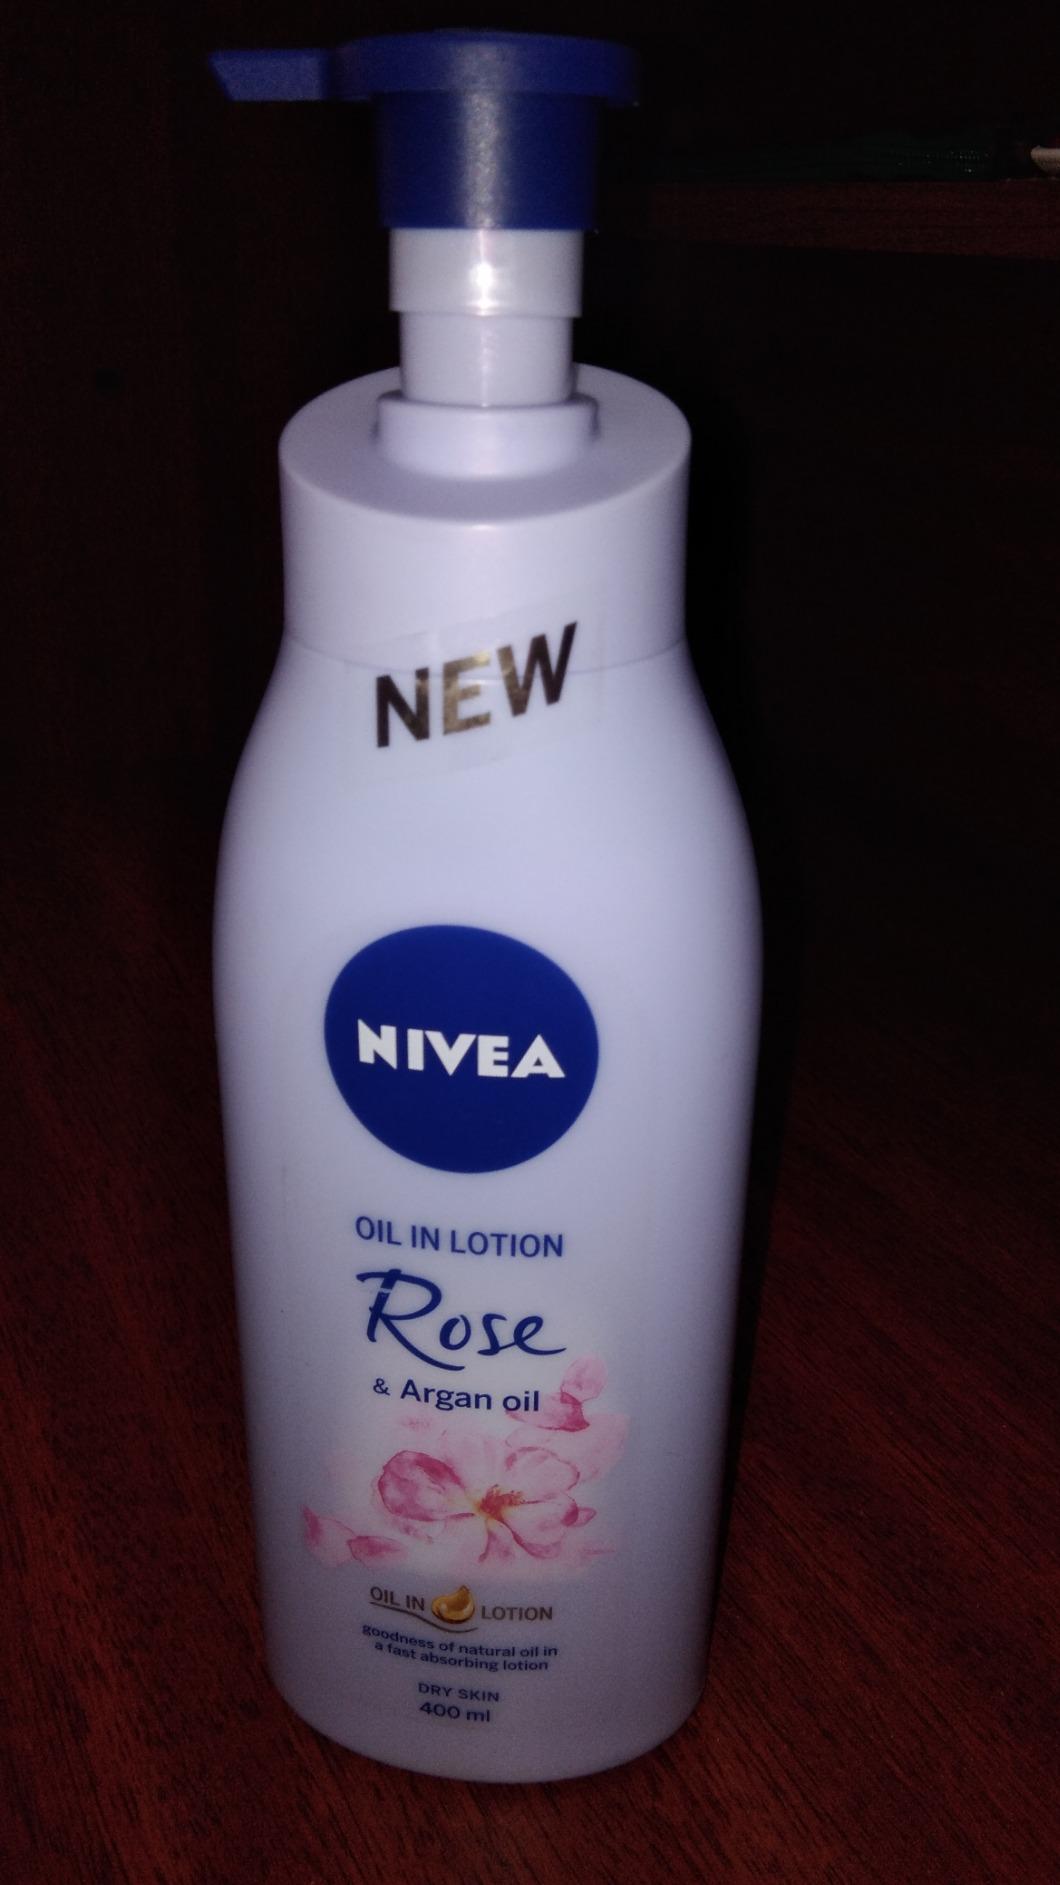 NEW
NIVEA
OIL IN LOTION
Rose
& Argan oil
OIL IN LOTION
goodness of natural oil in
a fast absorbing lotion
DRY SKIN
400 ml